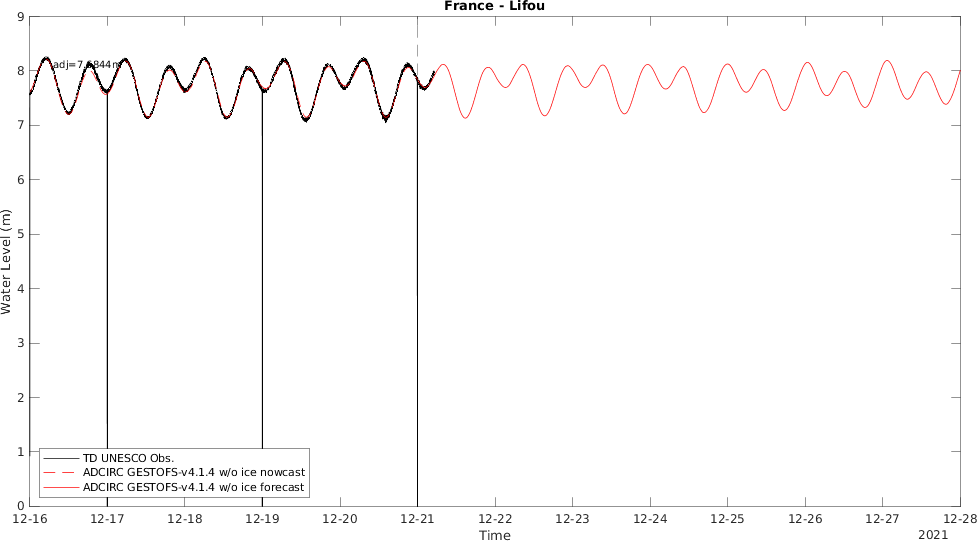 France - Lifou
9
8
7
6
5
4
3
2
1
0
Water Level (m)
TD UNESCO Obs.
ADCIRC GESTOFS-v4.1.4 w/o ice nowcast
ADCIRC GESTOFS-v4.1.4 w/o ice forecast
12-16 12-17 12-18 12-19 12-20 12-21 12-22 12-23 12-24 12-25 12-26 12-27 12-28
Time
2021